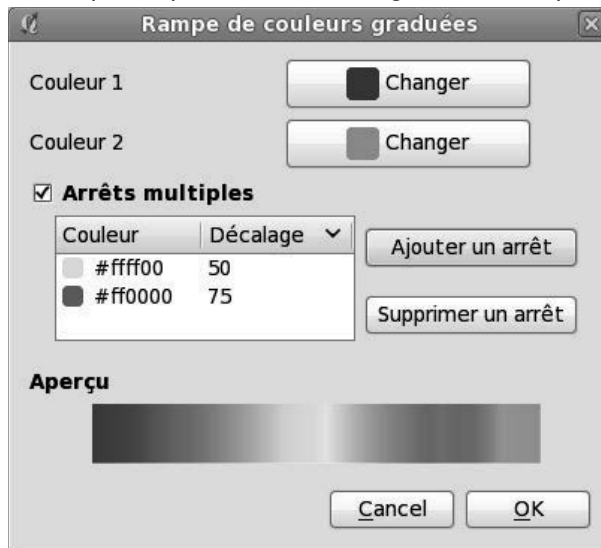 Rampe de couleurs graduées
Couleur 1
Changer
Couleur 2
Changer
Arrêts multiples
Couleur Décalage
#ffff00 50
#ff0000 75
Ajouter un arrêt
Supprimer un arrêt
Aperçu
Cancel
OK